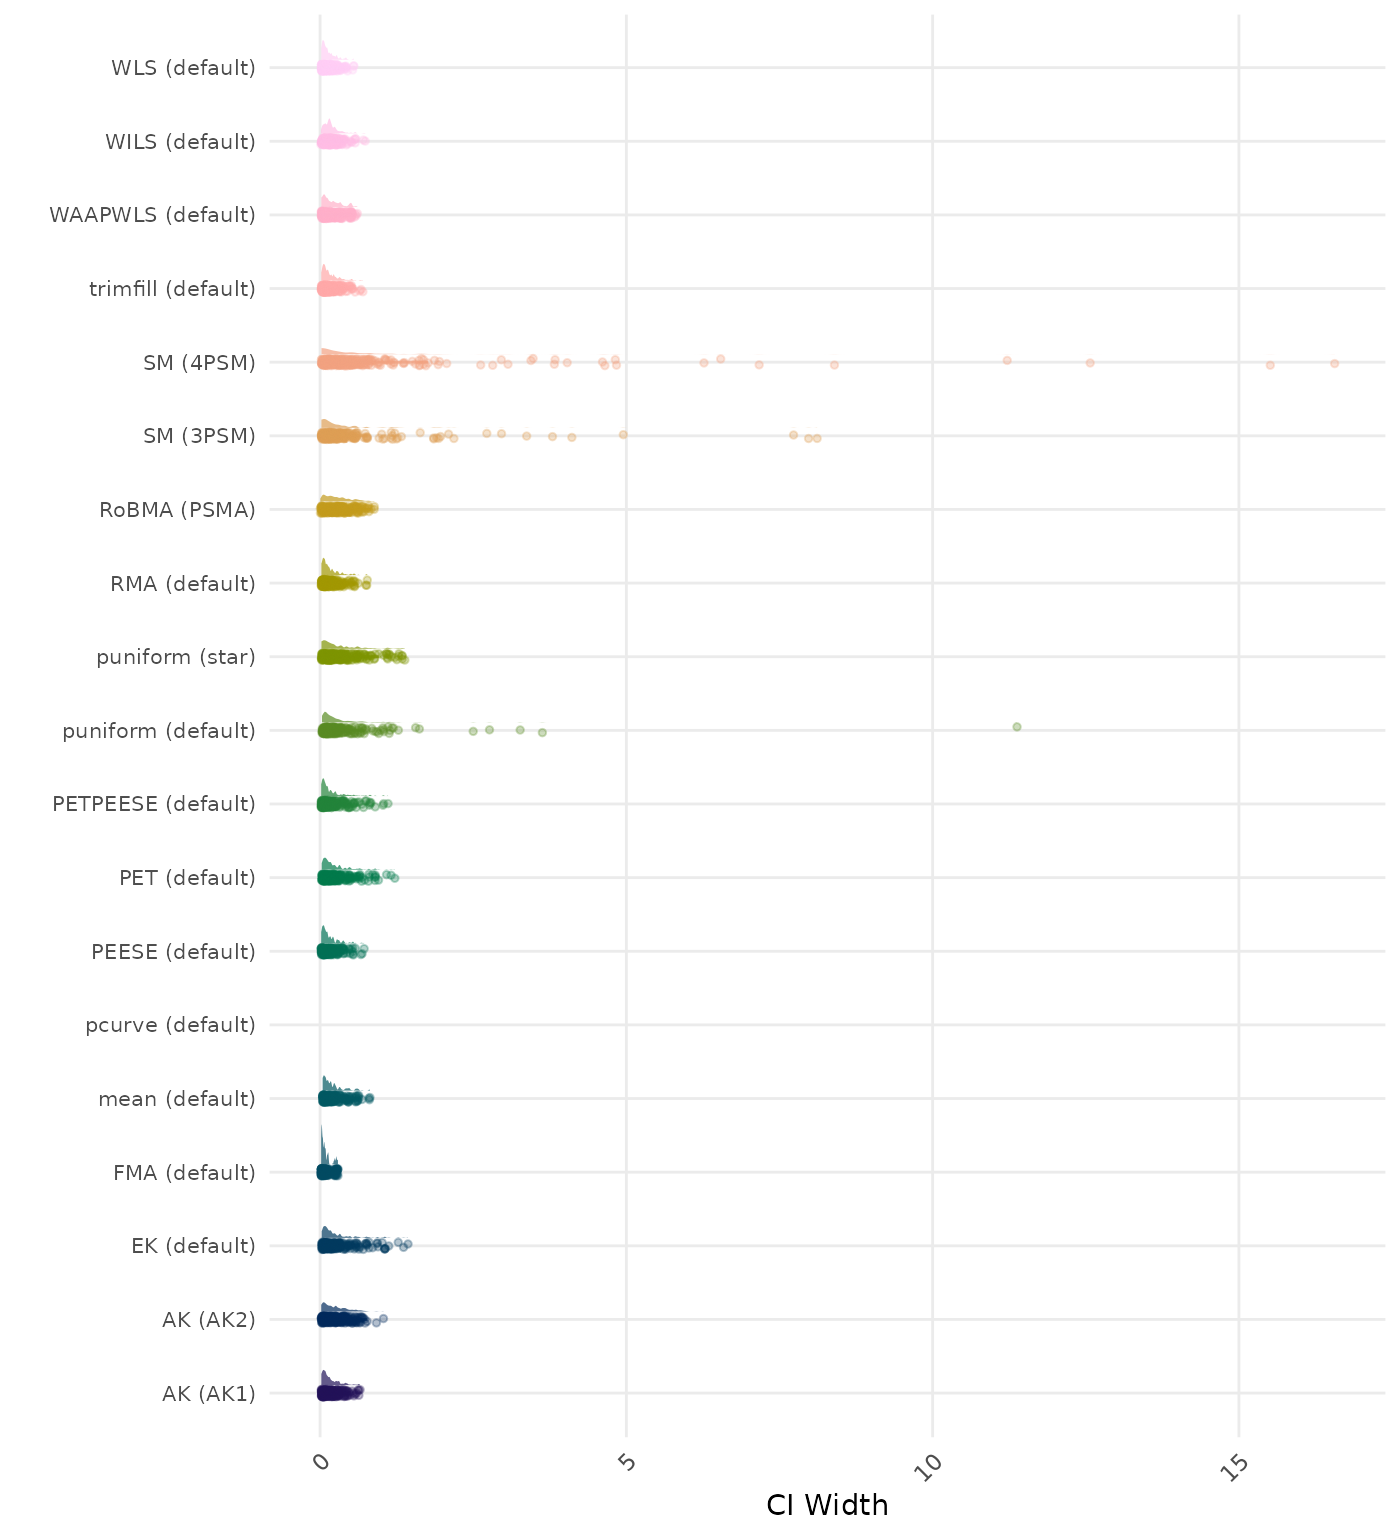 WLS (default)
WILS (default)
WAAPWLS (default)
trimfill (default)
SM (4PSM)
SM (3PSM)
RoBMA (PSMA)
RMA (default)
puniform (star)
puniform (default)
PETPEESE (default)
PET (default)
PEESE (default)
pcurve (default)
mean (default)
FMA (default)
EK (default)
AK (AK2)
AK (AK1)
0 5 10 15
CI Width